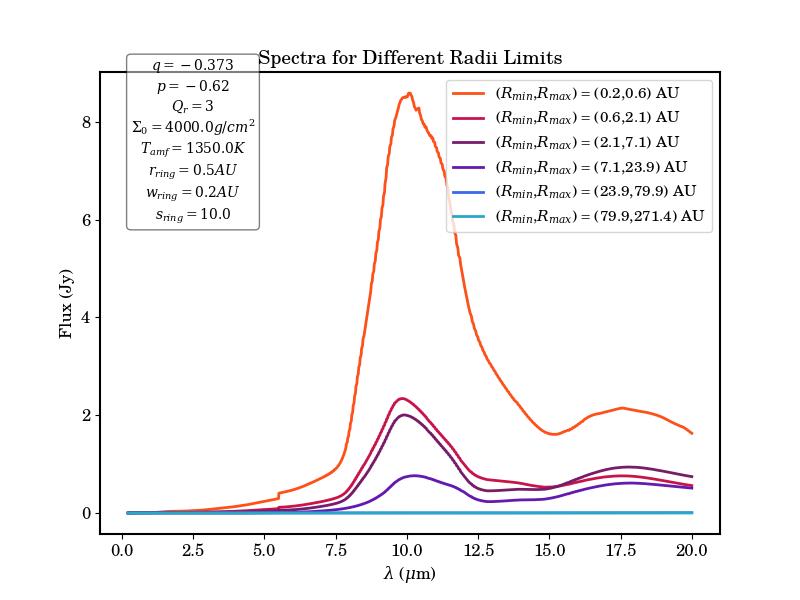 Spectra for Different Radii Limits
q = −0.373
p = −0.62
Q_r = 3
Σ_0 = 4000.0g/cm^2
T_amf = 1350.0K
r_ring = 0.5AU
w_ring = 0.2AU
s_ring = 10.0
(R_min,R_max) = (0.2,0.6) AU
(R_min,R_max) = (0.6,2.1) AU
(R_min,R_max) = (2.1,7.1) AU
(R_min,R_max) = (7.1,23.9) AU
(R_min,R_max) = (23.9,79.9) AU
(R_min,R_max) = (79.9,271.4) AU
Flux (Jy)
8
6
4
2
0
0.0 2.5 5.0 7.5 10.0 12.5 15.0 17.5 20.0
λ (μm)